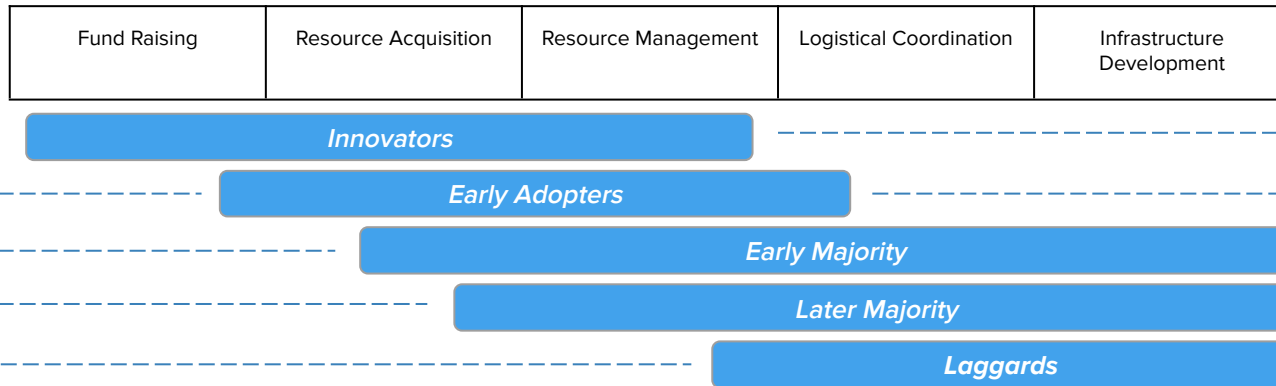 Fund Raising
Resource Acquisition
Resource Management
Logistical Coordination
Infrastructure
Development
Innovators
Early Adopters
Early Majority
Later Majority
Laggards